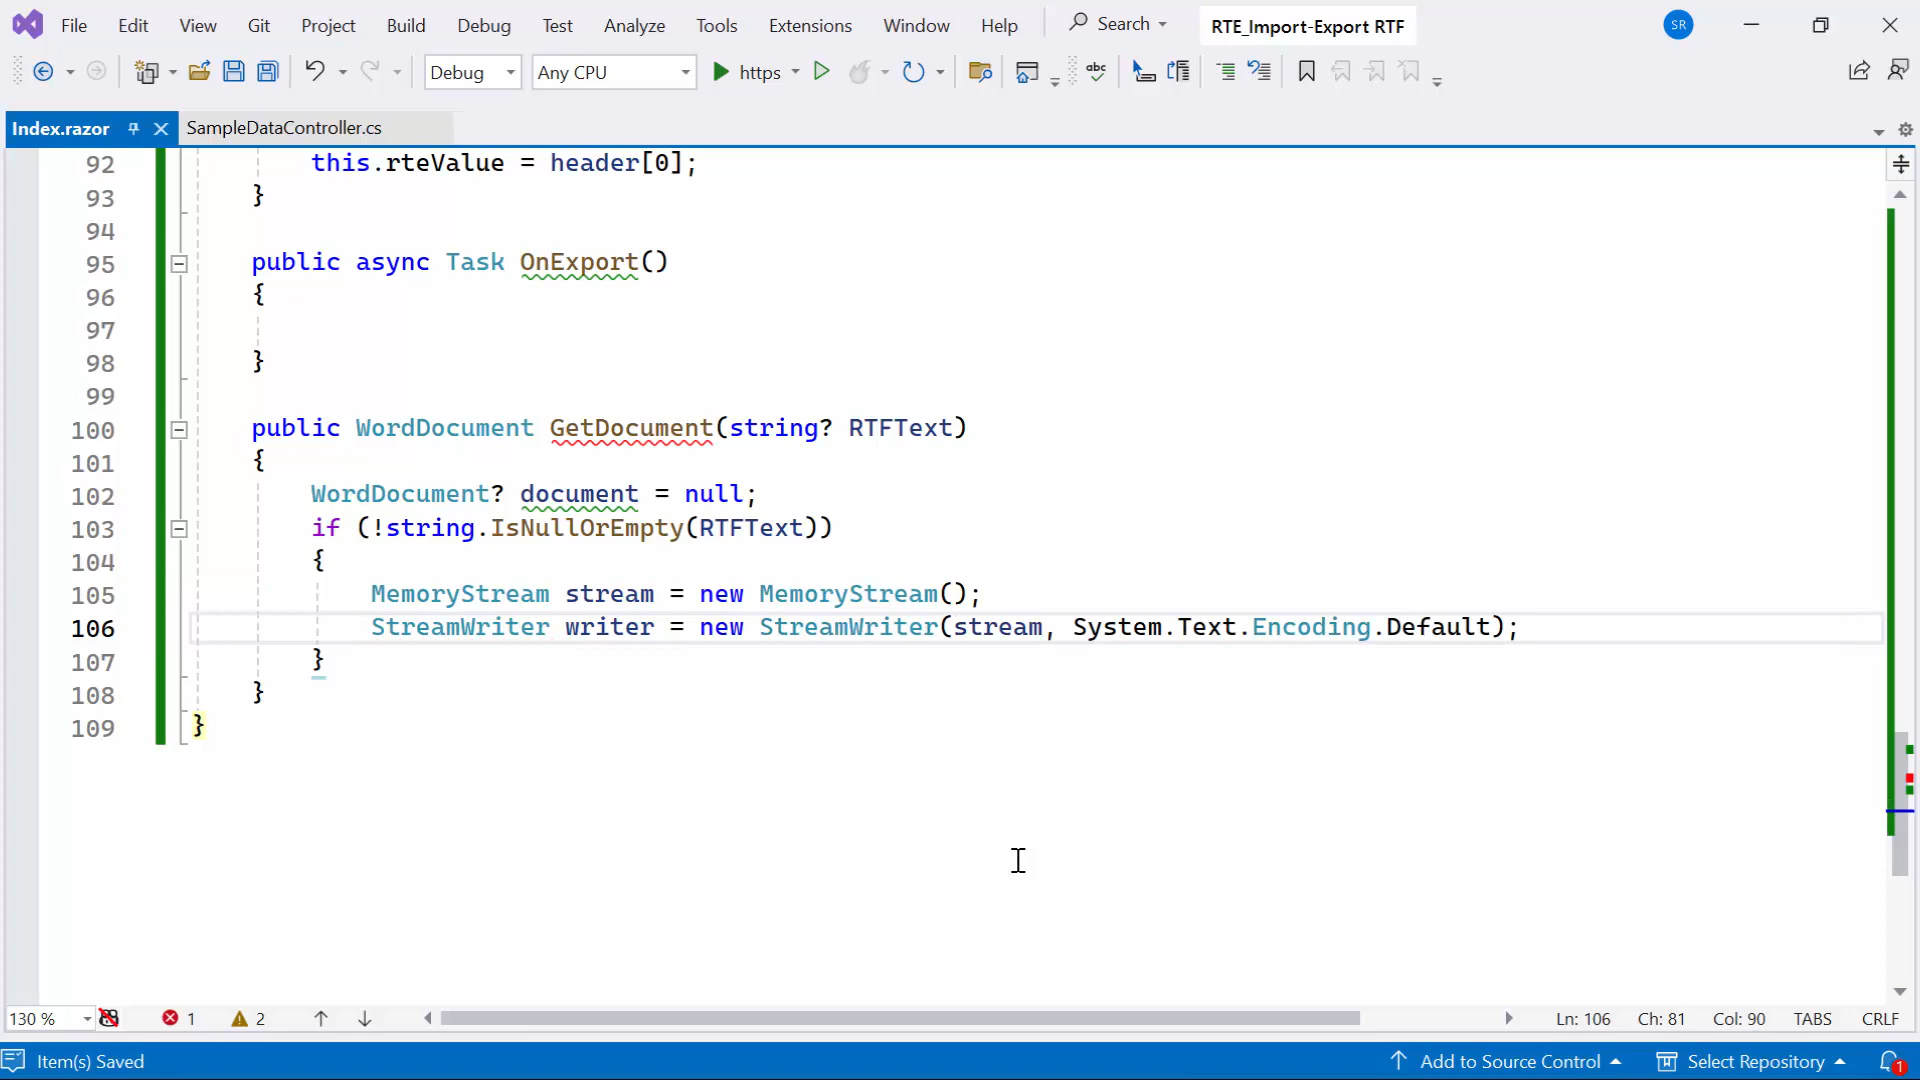 File Edit View Git Project Build Debug Test Analyze Tools Extensions Window Help Search RTE_Import-Export RTF SR
Debug Any CPU https abc
Index.razor SampleDataController.cs
92 this.rteValue = header[0];
93 }
94
95 public async Task OnExport()
96 {
97
98 }
99
100 public WordDocument GetDocument(string? RTFText)
101 {
102 WordDocument? document = null;
103 if (!string.IsNullOrEmpty(RTFText))
104 {
105 MemoryStream stream = new MemoryStream();
106 StreamWriter writer = new StreamWriter(stream, System.Text.Encoding.Default);
107 }
108 }
109 }
130 % 1 2 Ln: 106 Ch: 81 Col: 90 TABS CRLF
Item(s) Saved Add to Source Control Select Repository 1